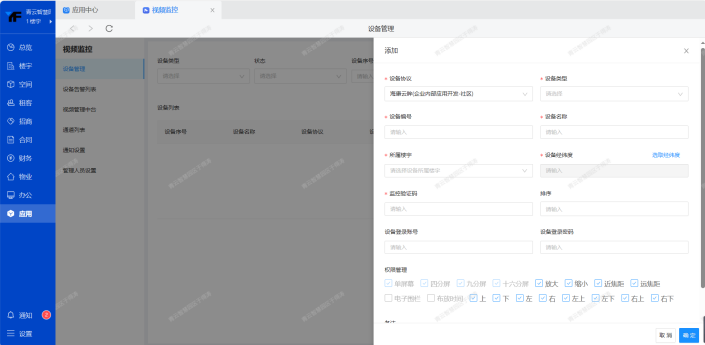 青云智慧
楼宇
应用中心
视频监控
设备管理
总览
楼宇
空间
租客
招商
合同
财务
物业
办公
应用
通知
2
设置
视频监控
设备管理
设备告警列表
视频管理中台
通道列表
通知设置
管理人员设置
设备类型
状态
设备序号
请选择
请选择
请输入
设备列表
设备序号
设备名称
设备协议
添加
* 设备协议
* 设备类型
海康云眸(企业内部应用开发-社区)
请选择
* 设备编号
* 设备名称
请输入
请输入
* 所属楼宇
* 设备经纬度
选取经纬度
请选择设备所属楼宇
请输入
* 监控验证码
排序
请输入
请输入
设备登录账号
设备登录密码
请输入
请输入
权限管理
单屏幕 四分屏 九分屏 十六分屏 放大 缩小 近焦距 远焦距
电子围栏 布放时间 上 下 左 右 左上 左下 右上 右下
取 消
确 定